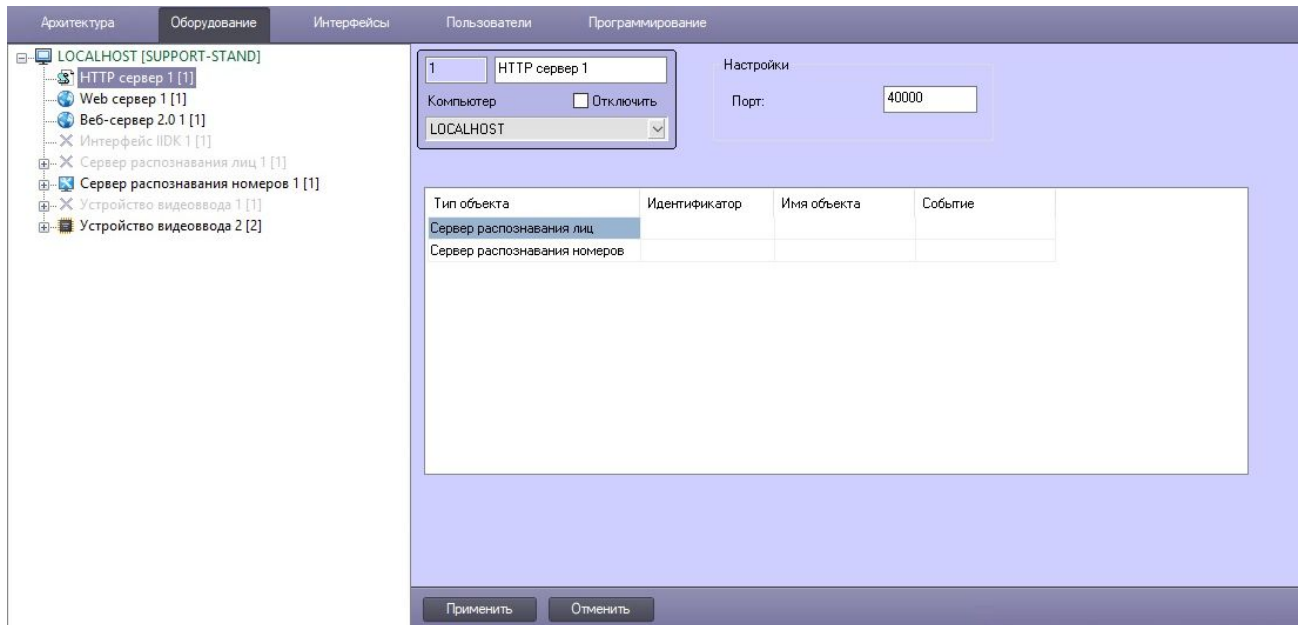 Архитектура Оборудование Интерфейсы Пользователи Программирование
LOCALHOST [SUPPORT-STAND]
HTTP сервер 1 [1]
Web сервер 1 [1]
Веб-сервер 2.0 1 [1]
Интерфейс IIDK 1 [1]
Сервер распознавания лиц 1 [1]
Сервер распознавания номеров 1 [1]
Устройство видеоввода 1 [1]
Устройство видеоввода 2 [2]
1 HTTP сервер 1
Компьютер Отключить
LOCALHOST
Настройки
Порт: 40000
Тип объекта Идентификатор Имя объекта Событие
Сервер распознавания лиц
Сервер распознавания номеров
Применить Отменить